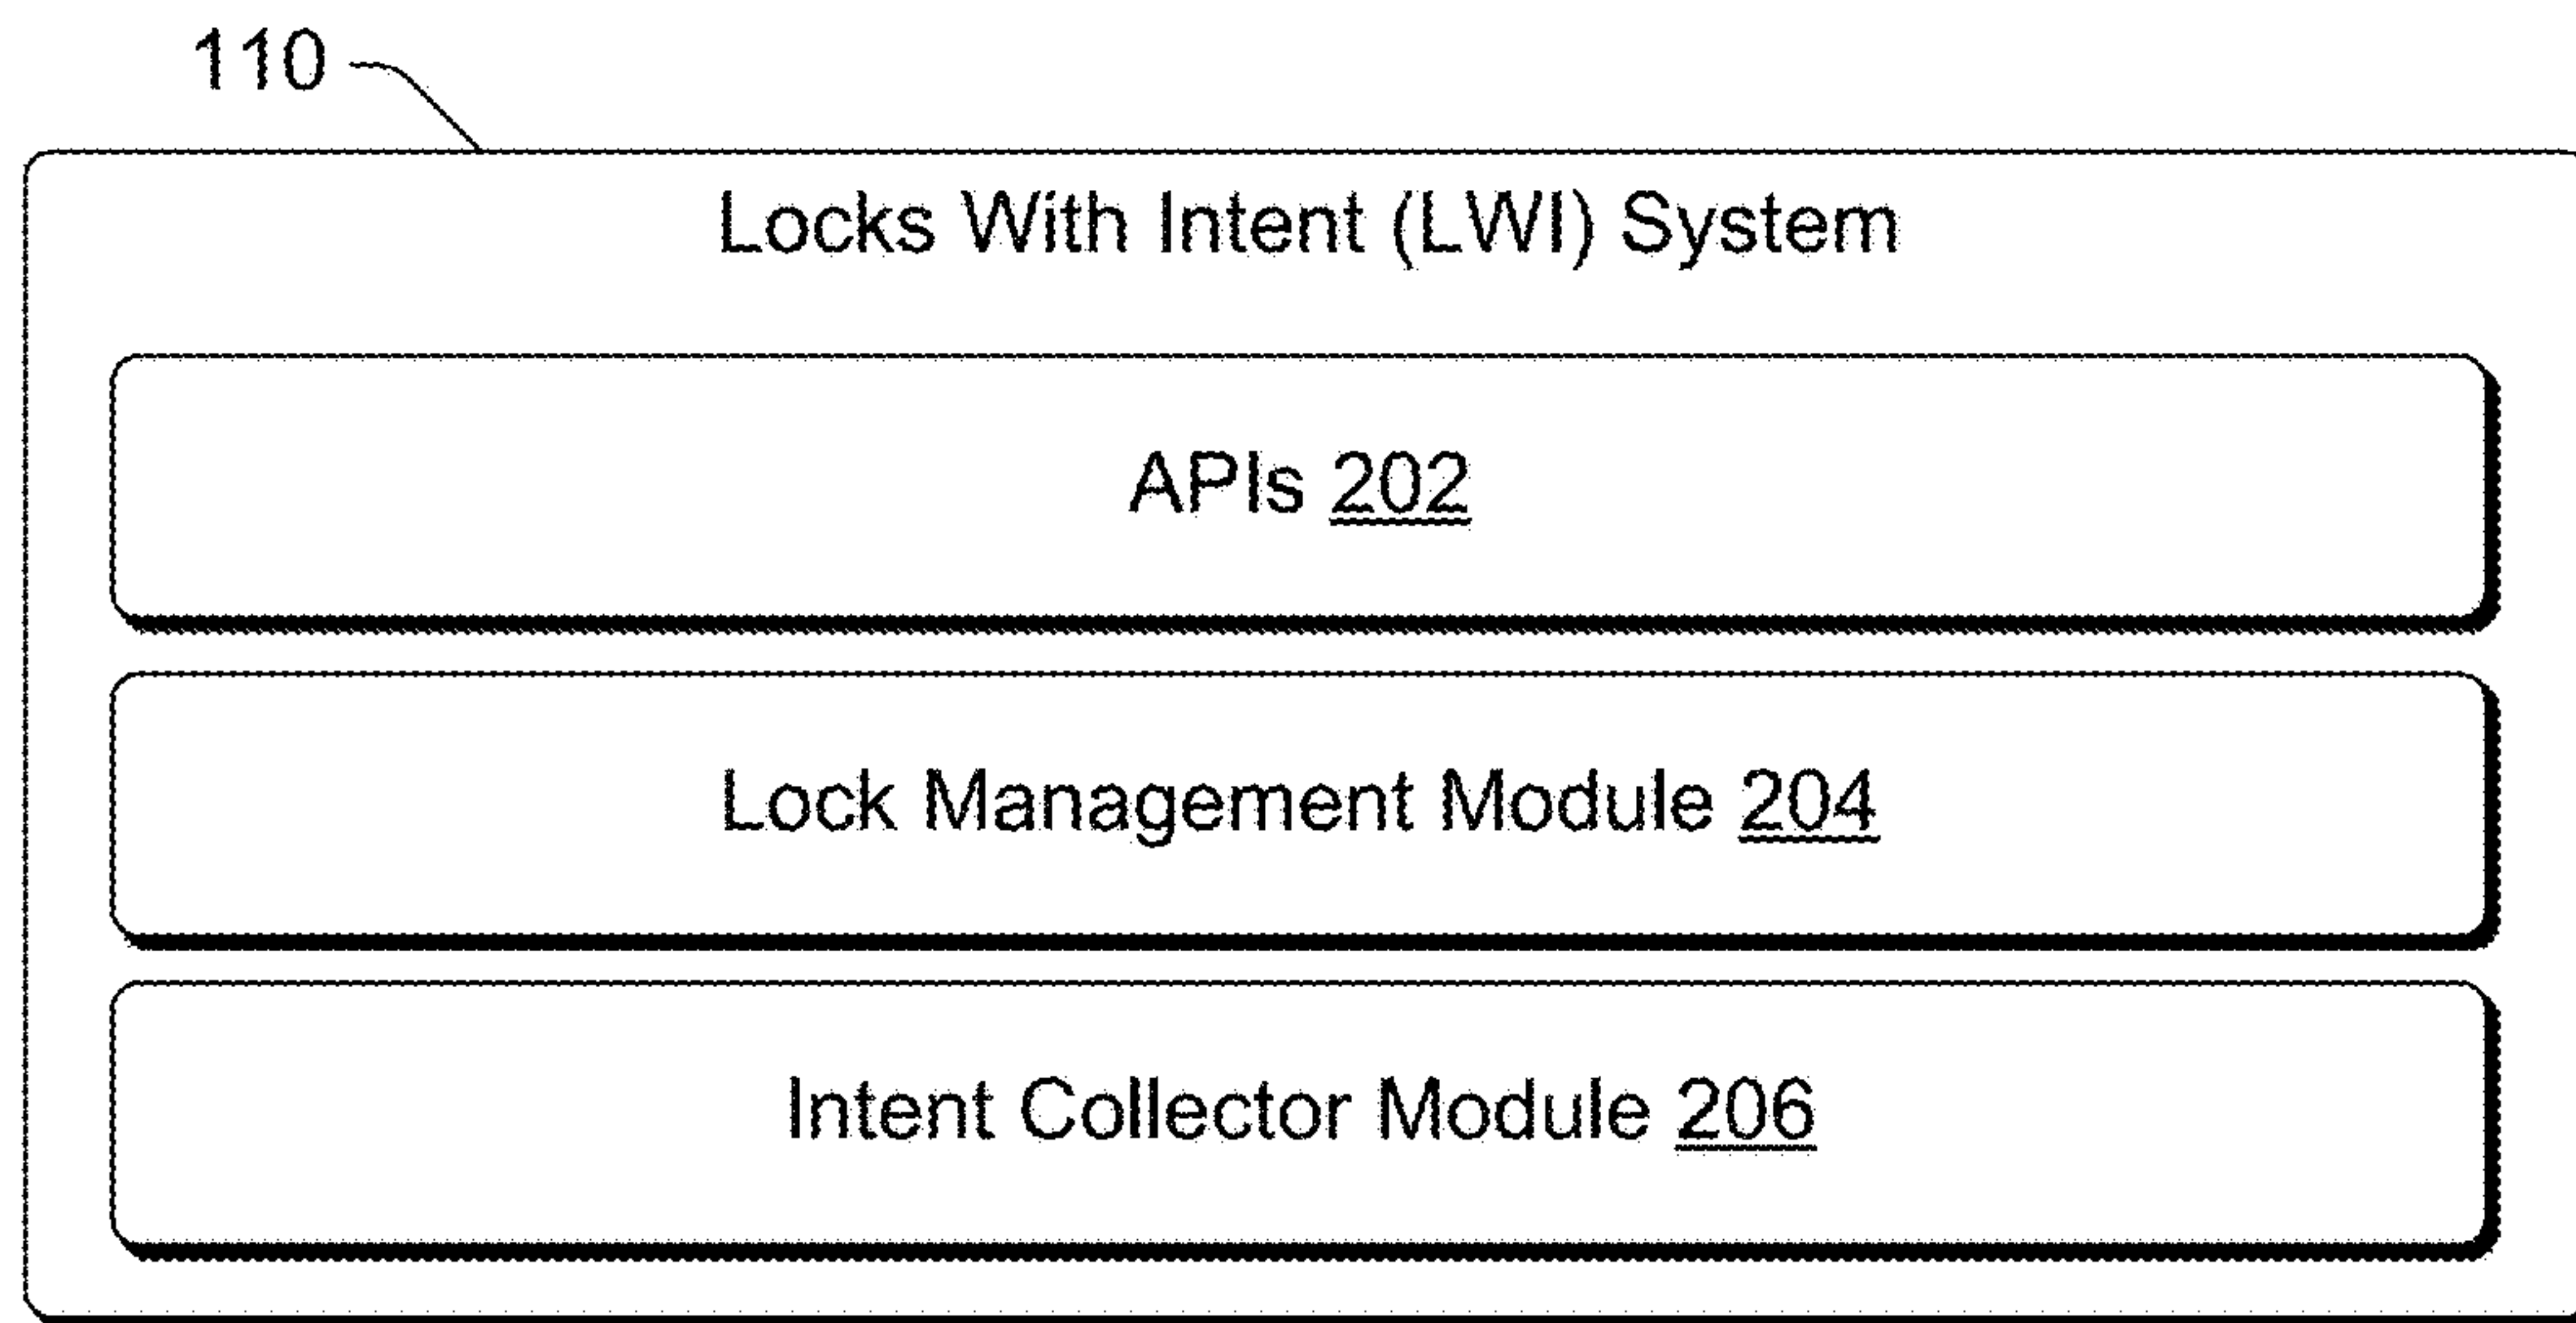 110
Locks With Intent (LWI) System
APIs 202
Lock Management Module 204
Intent Collector Module 206